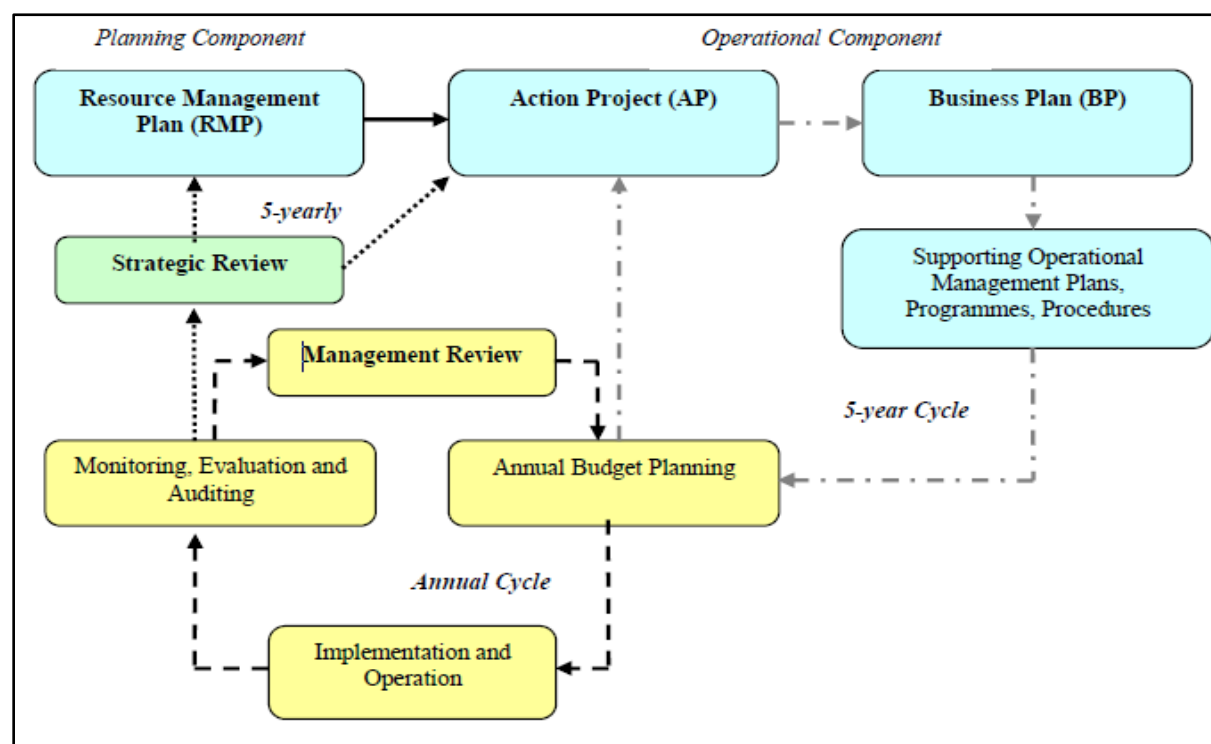 Planning Component
Operational Component
Resource Management
Plan (RMP)
Action Project (AP)
Business Plan (BP)
5-yearly
Strategic Review
Supporting Operational
Management Plans,
Programmes, Procedures
Management Review
5-year Cycle
Monitoring, Evaluation and
Auditing
Annual Budget Planning
Annual Cycle
Implementation and
Operation